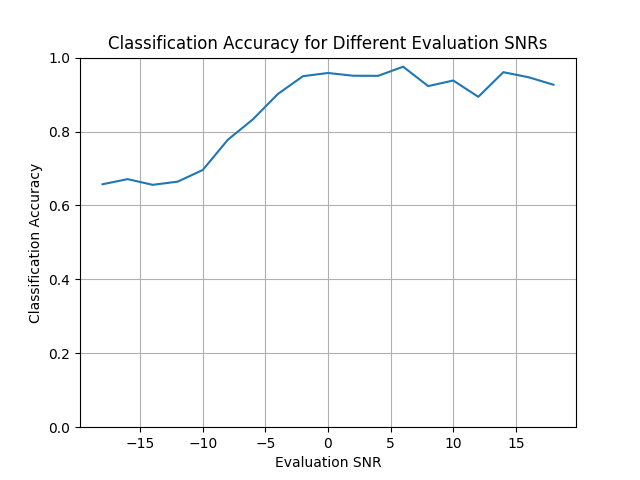 Classification Accuracy for Different Evaluation SNRs
1.0
0.8
0.6
0.4
0.2
0.0
Classification Accuracy
−15 −10 −5 0 5 10 15
Evaluation SNR